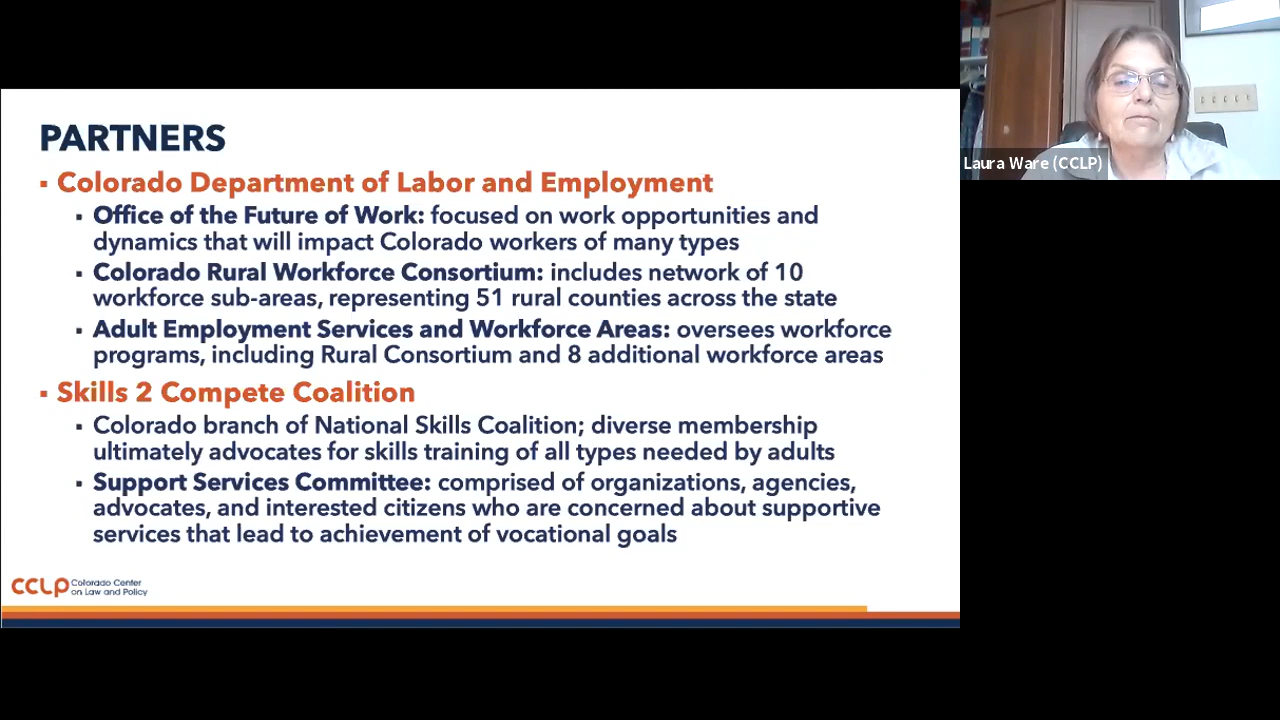 PARTNERS
▪ Colorado Department of Labor and Employment
▪ Office of the Future of Work: focused on work opportunities and
dynamics that will impact Colorado workers of many types
▪ Colorado Rural Workforce Consortium: includes network of 10
workforce sub-areas, representing 51 rural counties across the state
▪ Adult Employment Services and Workforce Areas: oversees workforce
programs, including Rural Consortium and 8 additional workforce areas
▪ Skills 2 Compete Coalition
▪ Colorado branch of National Skills Coalition; diverse membership
ultimately advocates for skills training of all types needed by adults
▪ Support Services Committee: comprised of organizations, agencies,
advocates, and interested citizens who are concerned about supportive
services that lead to achievement of vocational goals
CCLP Colorado Center
on Law and Policy
Laura Ware (CCLP)